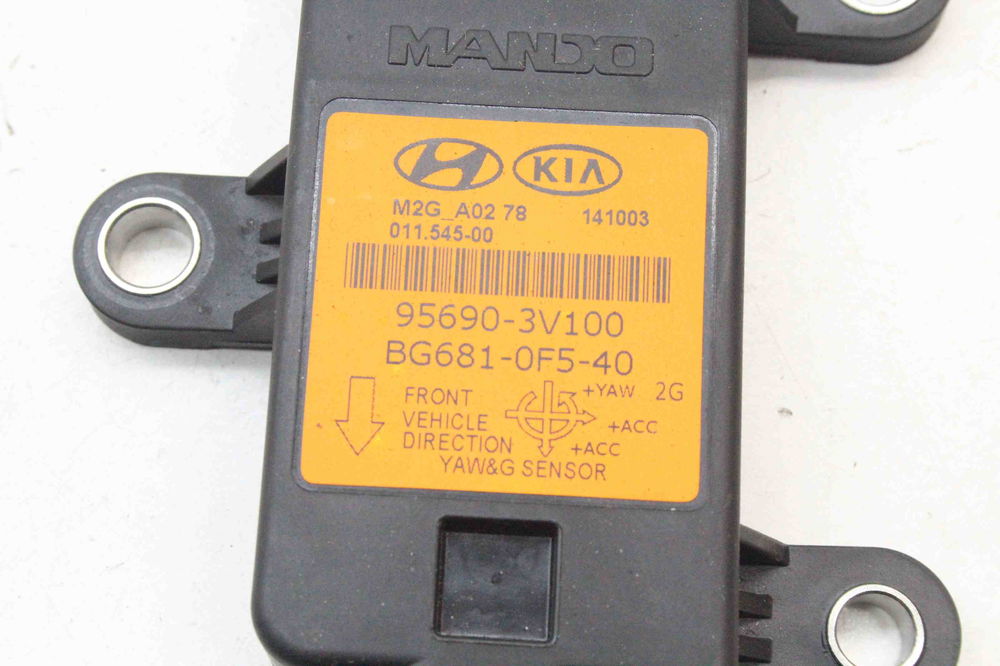 MANDO
KIA
M2G_A02 78 141003
011.545-00
95690-3V100
BG681-0F5-40
+YAW 2G
FRONT
VEHICLE +ACC
DIRECTION +ACC
YAW&G SENSOR